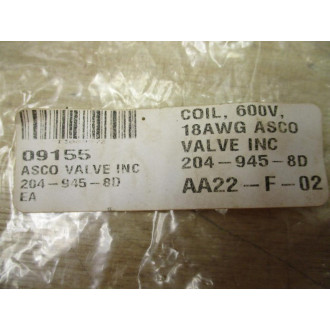 09155
ASCO VALVE INC
204-945-8D
EA
COIL, 600V,
18AWG ASCO
VALVE INC
204-945-8D
AA22-F-02